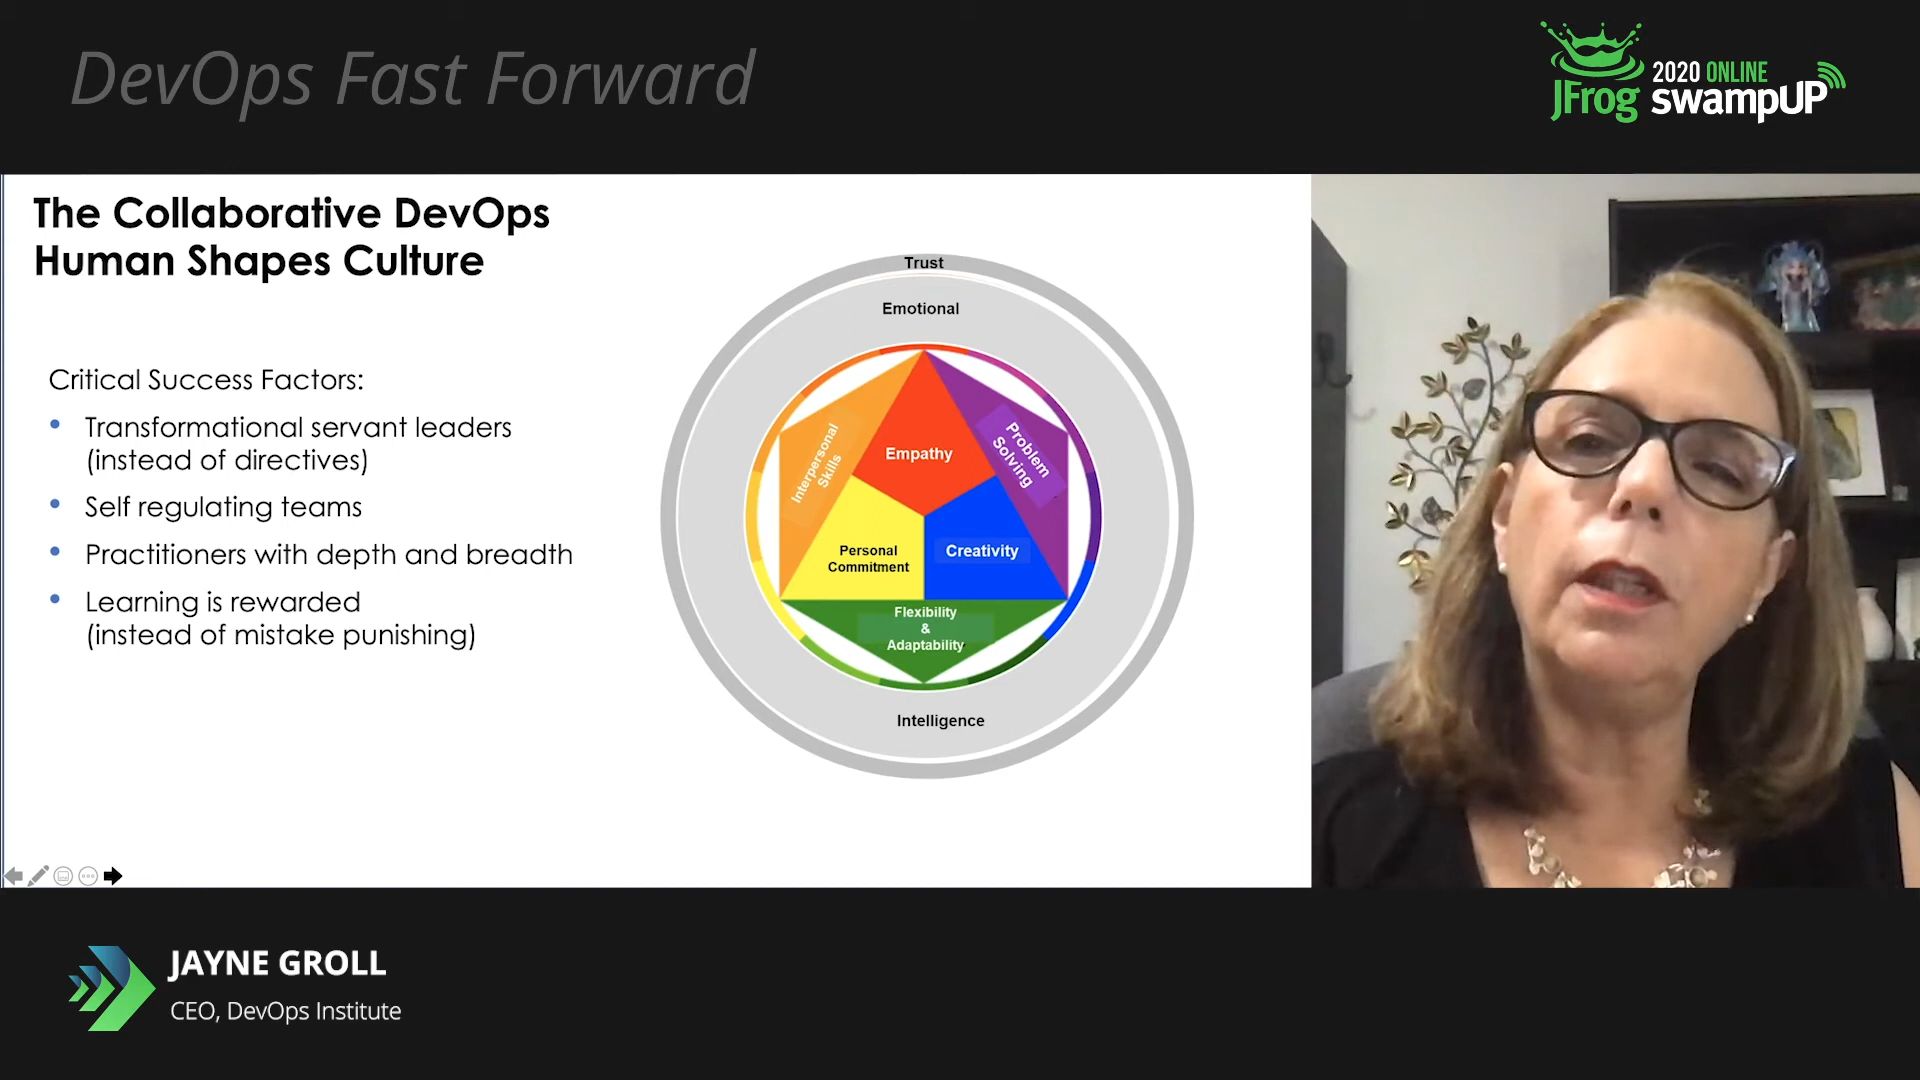 DevOps Fast Forward
JFrog
2020 ONLINE
swampUP
The Collaborative DevOps
Human Shapes Culture
Critical Success Factors:
• Transformational servant leaders
(instead of directives)
• Self regulating teams
• Practitioners with depth and breadth
• Learning is rewarded
(instead of mistake punishing)
Trust
Emotional
Interpersonal
Skills
Empathy
Problem
Solving
Personal
Commitment
Creativity
Flexibility
&
Adaptability
Intelligence
JAYNE GROLL
CEO, DevOps Institute